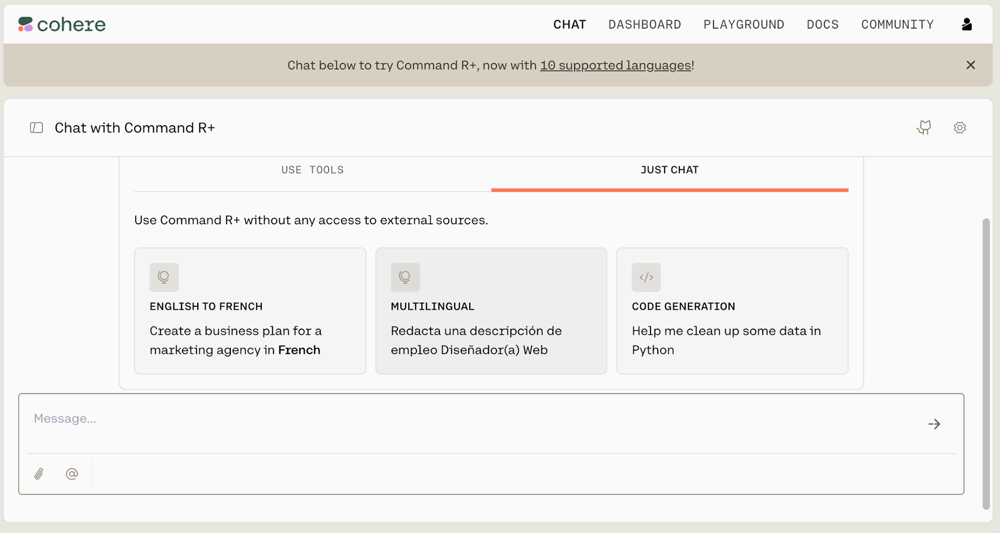 cohere
CHAT DASHBOARD PLAYGROUND DOCS COMMUNITY
Chat below to try Command R+, now with 10 supported languages!
Chat with Command R+
USE TOOLS
JUST CHAT
Use Command R+ without any access to external sources.
ENGLISH TO FRENCH
Create a business plan for a
marketing agency in French
MULTILINGUAL
Redacta una descripción de
empleo Diseñador(a) Web
CODE GENERATION
Help me clean up some data in
Python
Message...